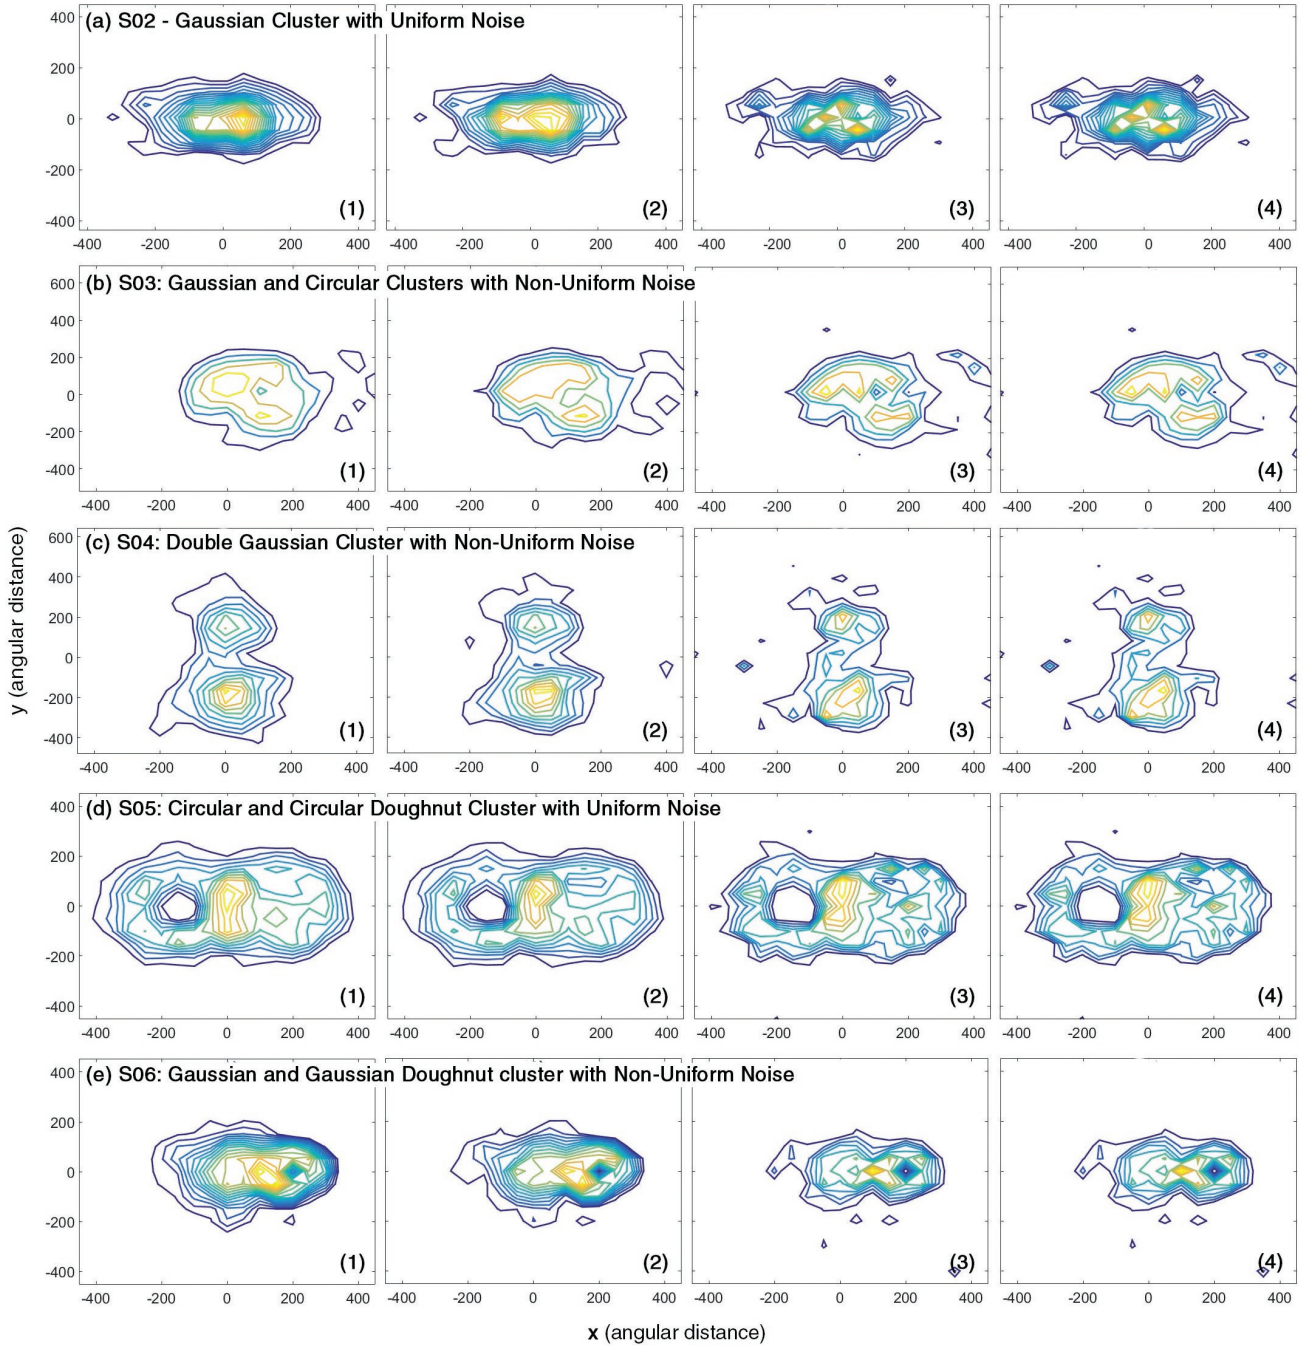 (a) S02 - Gaussian Cluster with Uniform Noise
400
200
0
-200
-400
(1) (2) (3) (4)
-400 -200 0 200 400 -400 -200 0 200 400 -400 -200 0 200 400 -400 -200 0 200 400
(b) S03: Gaussian and Circular Clusters with Non-Uniform Noise
600
400
200
0
-200
-400
(1) (2) (3) (4)
-400 -200 0 200 400 -400 -200 0 200 400 -400 -200 0 200 400 -400 -200 0 200 400
(c) S04: Double Gaussian Cluster with Non-Uniform Noise
600
400
200
0
-200
-400
(1) (2) (3) (4)
-400 -200 0 200 400 -400 -200 0 200 400 -400 -200 0 200 400 -400 -200 0 200 400
y (angular distance)
(d) S05: Circular and Circular Doughnut Cluster with Uniform Noise
400
200
0
-200
-400
(1) (2) (3) (4)
-400 -200 0 200 400 -400 -200 0 200 400 -400 -200 0 200 400 -400 -200 0 200 400
(e) S06: Gaussian and Gaussian Doughnut cluster with Non-Uniform Noise
400
200
0
-200
-400
(1) (2) (3) (4)
-400 -200 0 200 400 -400 -200 0 200 400 -400 -200 0 200 400 -400 -200 0 200 400
x (angular distance)